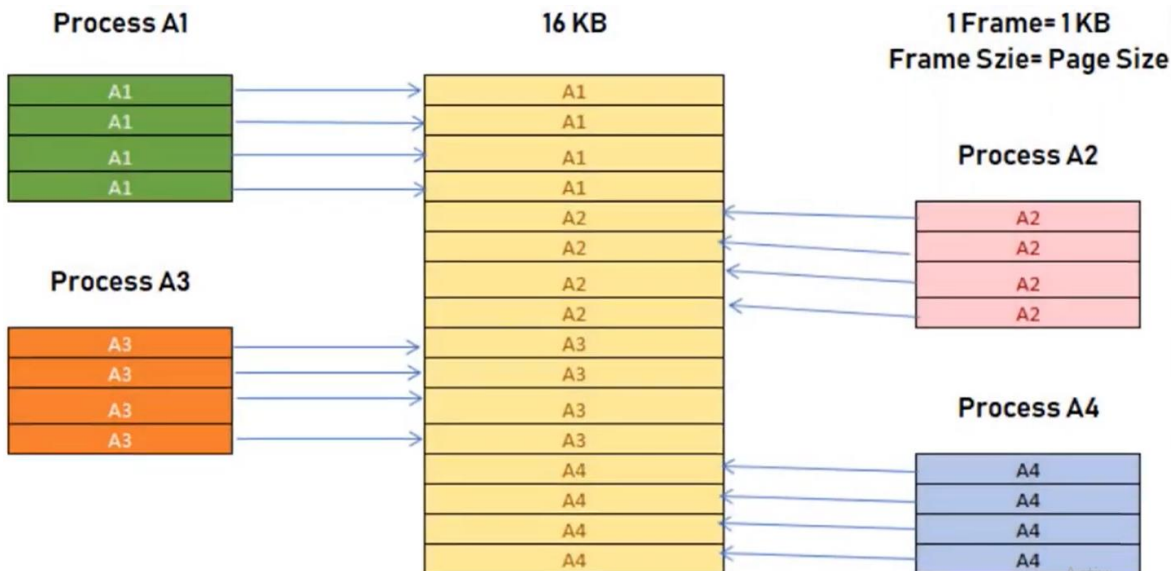 Process A1
16 KB
1 Frame= 1 KB
Frame Szie= Page Size
A1
A1
A1
A1
A1
A1
A1
A1
Process A2
A2
A2
A2
A2
A2
A2
A2
A2
Process A3
A3
A3
A3
A3
A3
A3
A3
A3
Process A4
A4
A4
A4
A4
A4
A4
A4
A4